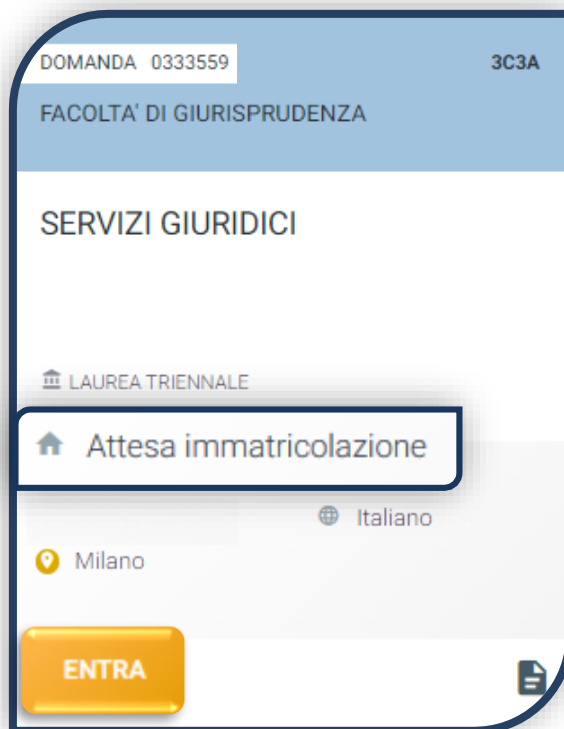 DOMANDA 0333559 3C3A
FACOLTA' DI GIURISPRUDENZA
SERVIZI GIURIDICI
LAUREA TRIENNALE
Attesa immatricolazione
Italiano
Milano
ENTRA